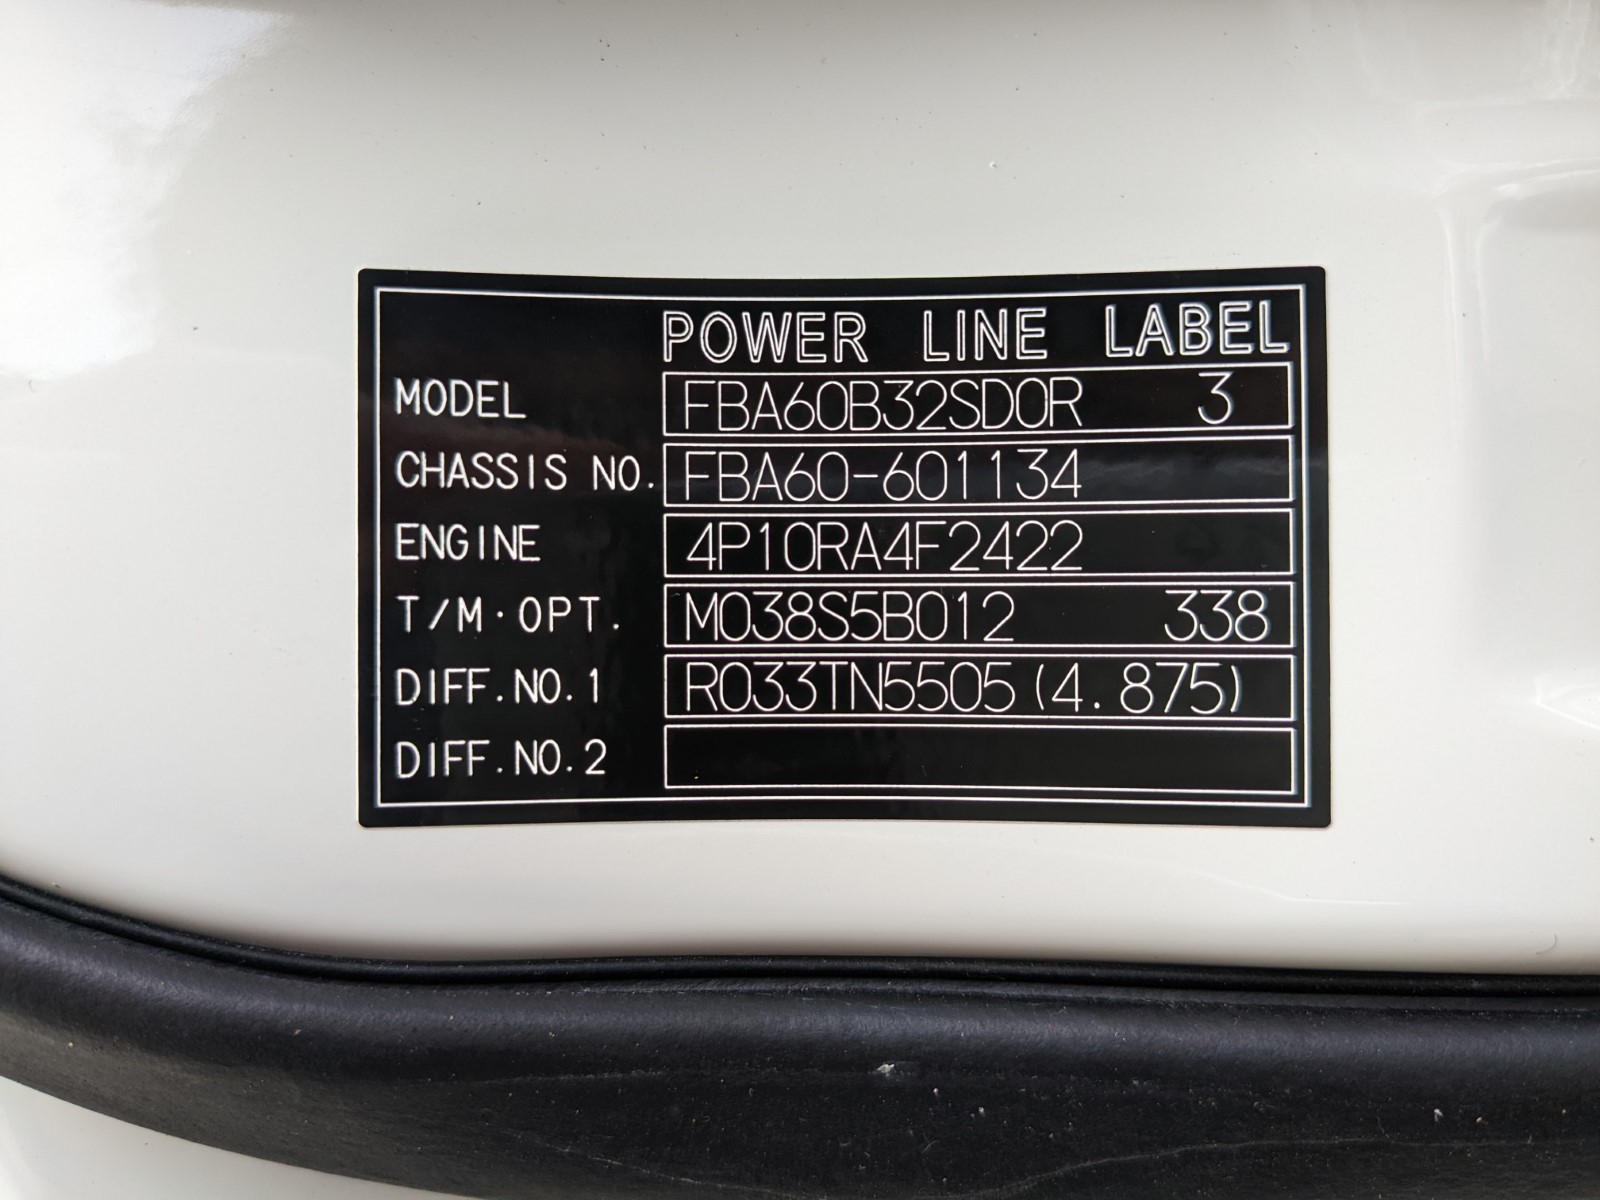 POWER LINE LABEL
MODEL FBA60B32SD0R 3
CHASSIS NO. FBA60-601134
ENGINE 4P10RA4F2422
T/M·OPT. M038S5B012 338
DIFF.NO.1 R033TN5505(4.875)
DIFF.NO.2